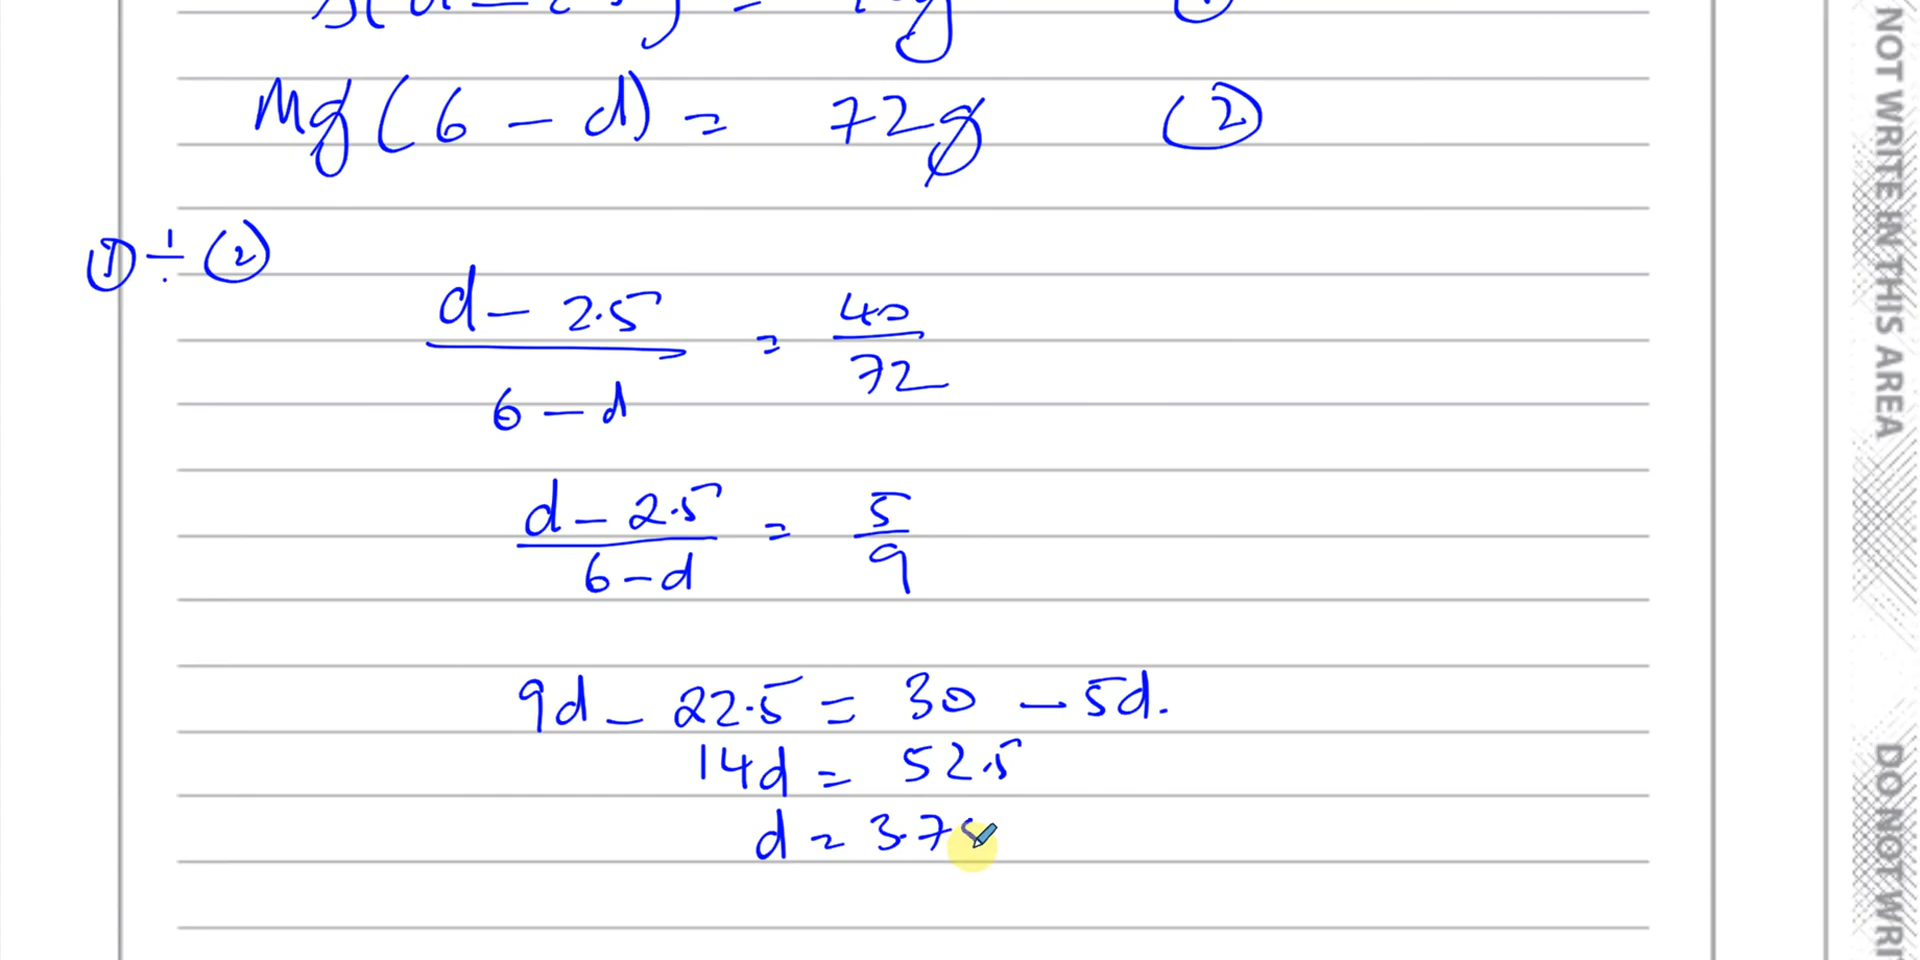 Mg(6 - d) = 72g (2)
① ÷ (2)
d - 2.5 / 6 - d = 40 / 72
d - 2.5 / 6 - d = 5 / 9
9d - 22.5 = 30 - 5d.
14d = 52.5
d = 3.75
NOT WRITE IN THIS AREA
DO NOT WRI